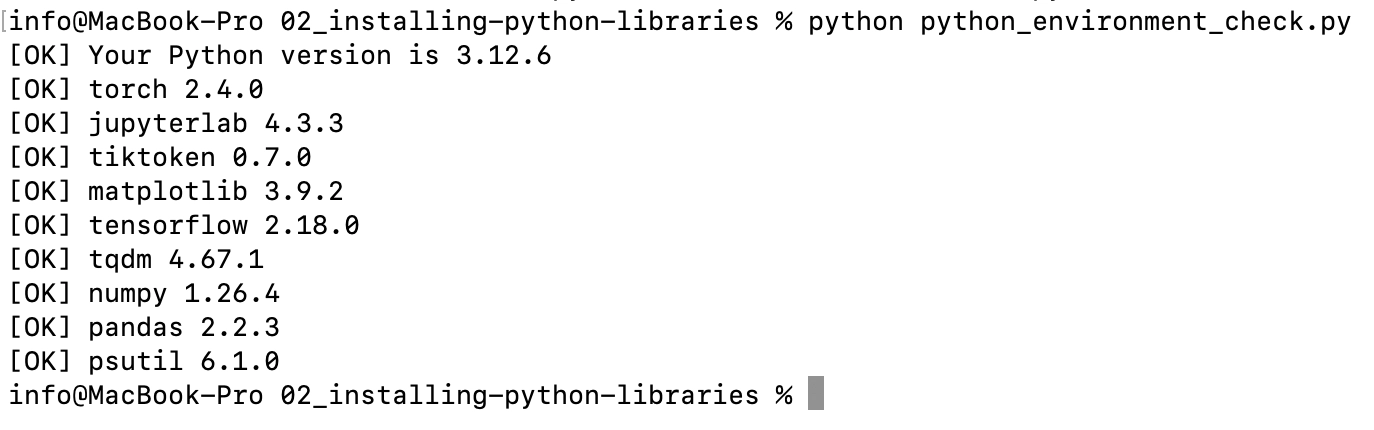 [info@MacBook-Pro 02_installing-python-libraries % python python_environment_check.py
[OK] Your Python version is 3.12.6
[OK] torch 2.4.0
[OK] jupyterlab 4.3.3
[OK] tiktoken 0.7.0
[OK] matplotlib 3.9.2
[OK] tensorflow 2.18.0
[OK] tqdm 4.67.1
[OK] numpy 1.26.4
[OK] pandas 2.2.3
[OK] psutil 6.1.0
info@MacBook-Pro 02_installing-python-libraries %